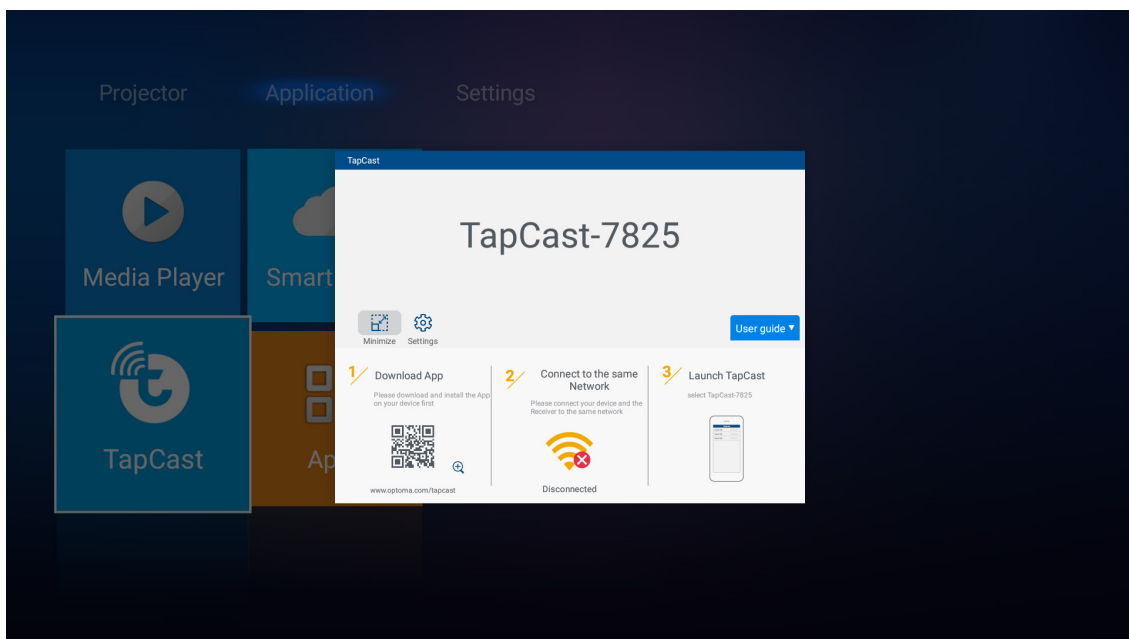 Projector
Application
Settings
TapCast
TapCast-7825
Media Player
Smart
Minimize
Settings
User guide
TapCast
Ap
1
Download App
Please download and install the App
on your device first
www.optoma.com/tapcast
2
Connect to the same
Network
Please connect your device and the
Receiver to the same network
Disconnected
3
Launch TapCast
select TapCast-7825